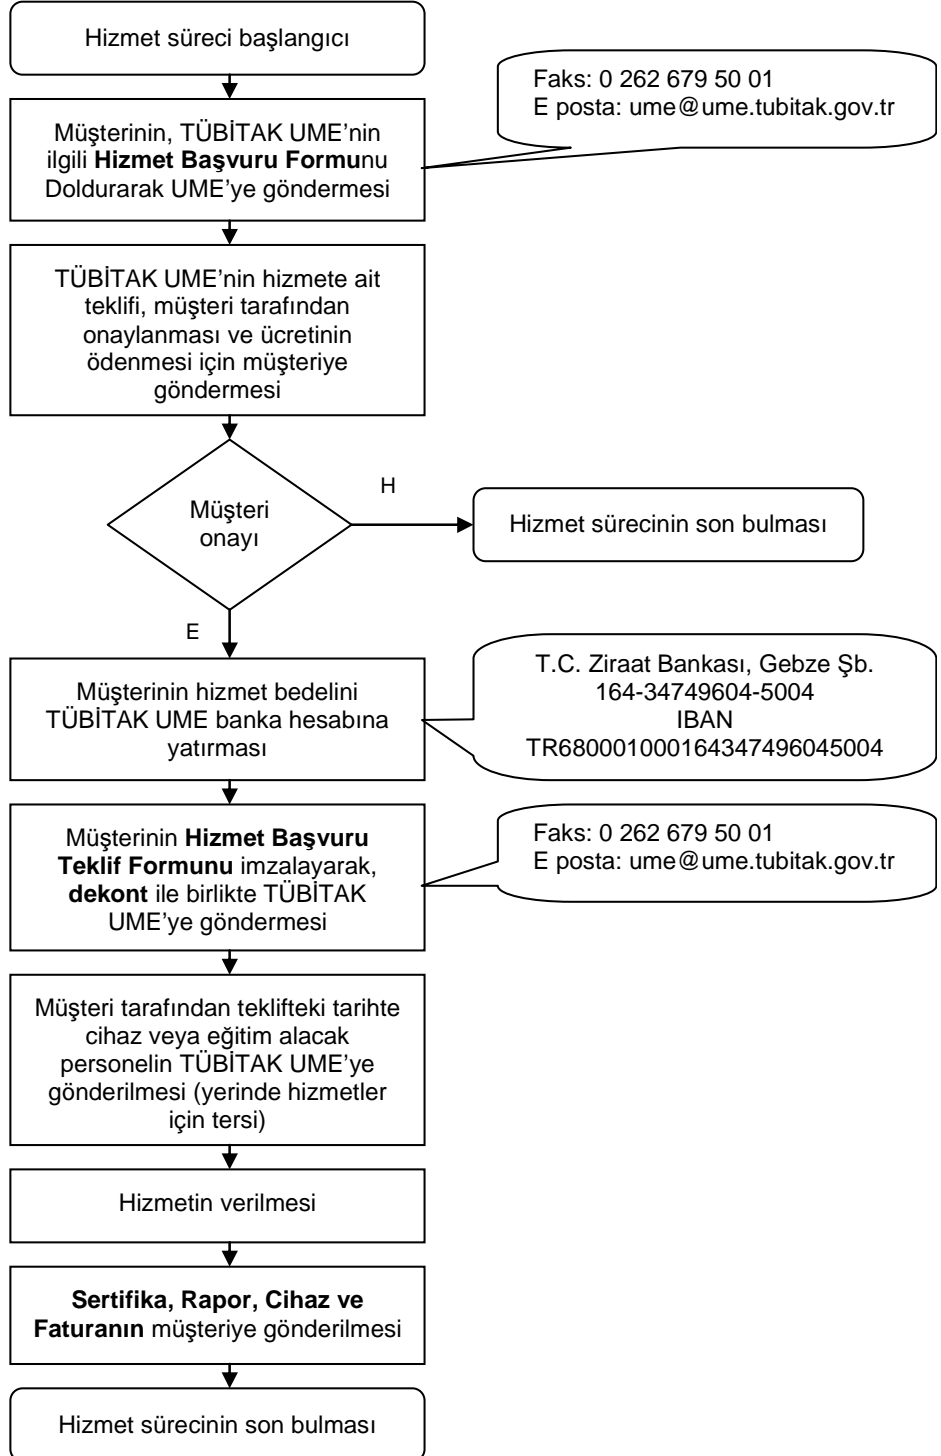 Hizmet süreci başlangıcı
Faks: 0 262 679 50 01
E posta: ume@ume.tubitak.gov.tr
Müşterinin, TÜBİTAK UME’nin
ilgili Hizmet Başvuru Formunu
Doldurarak UME’ye göndermesi
TÜBİTAK UME’nin hizmete ait
teklifi, müşteri tarafından
onaylanması ve ücretinin
ödenmesi için müşteriye
göndermesi
Müşteri
onayı
H
Hizmet sürecinin son bulması
E
Müşterinin hizmet bedelini
TÜBİTAK UME banka hesabına
yatırması
T.C. Ziraat Bankası, Gebze Şb.
164-34749604-5004
IBAN
TR680001000164347496045004
Müşterinin Hizmet Başvuru
Teklif Formunu imzalayarak,
dekont ile birlikte TÜBİTAK
UME’ye göndermesi
Faks: 0 262 679 50 01
E posta: ume@ume.tubitak.gov.tr
Müşteri tarafından teklifteki tarihte
cihaz veya eğitim alacak
personelin TÜBİTAK UME’ye
gönderilmesi (yerinde hizmetler
için tersi)
Hizmetin verilmesi
Sertifika, Rapor, Cihaz ve
Faturanın müşteriye gönderilmesi
Hizmet sürecinin son bulması